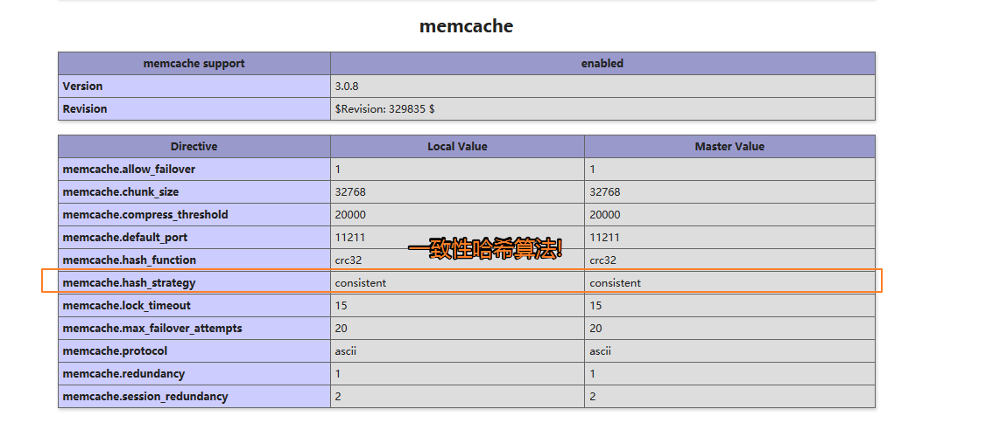 memcache
memcache support enabled
Version 3.0.8
Revision $Revision: 329835 $
Directive Local Value Master Value
memcache.allow_failover 1 1
memcache.chunk_size 32768 32768
memcache.compress_threshold 20000 20000
memcache.default_port 11211 11211
一致性哈希算法!
memcache.hash_function crc32 crc32
memcache.hash_strategy consistent consistent
memcache.lock_timeout 15 15
memcache.max_failover_attempts 20 20
memcache.protocol ascii ascii
memcache.redundancy 1 1
memcache.session_redundancy 2 2